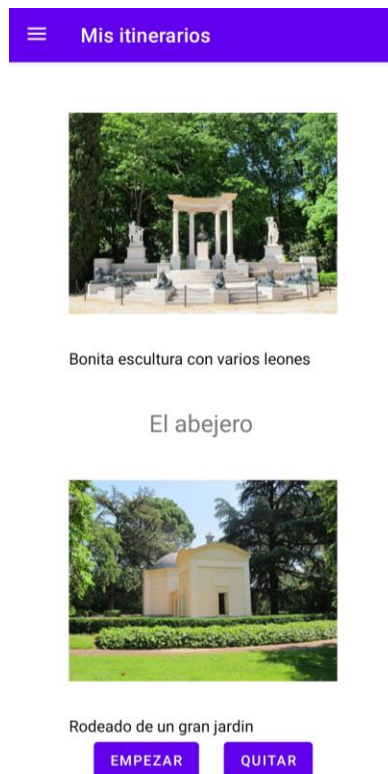 Mis itinerarios
Bonita escultura con varios leones
El abejero
Rodeado de un gran jardin
EMPEZAR QUITAR